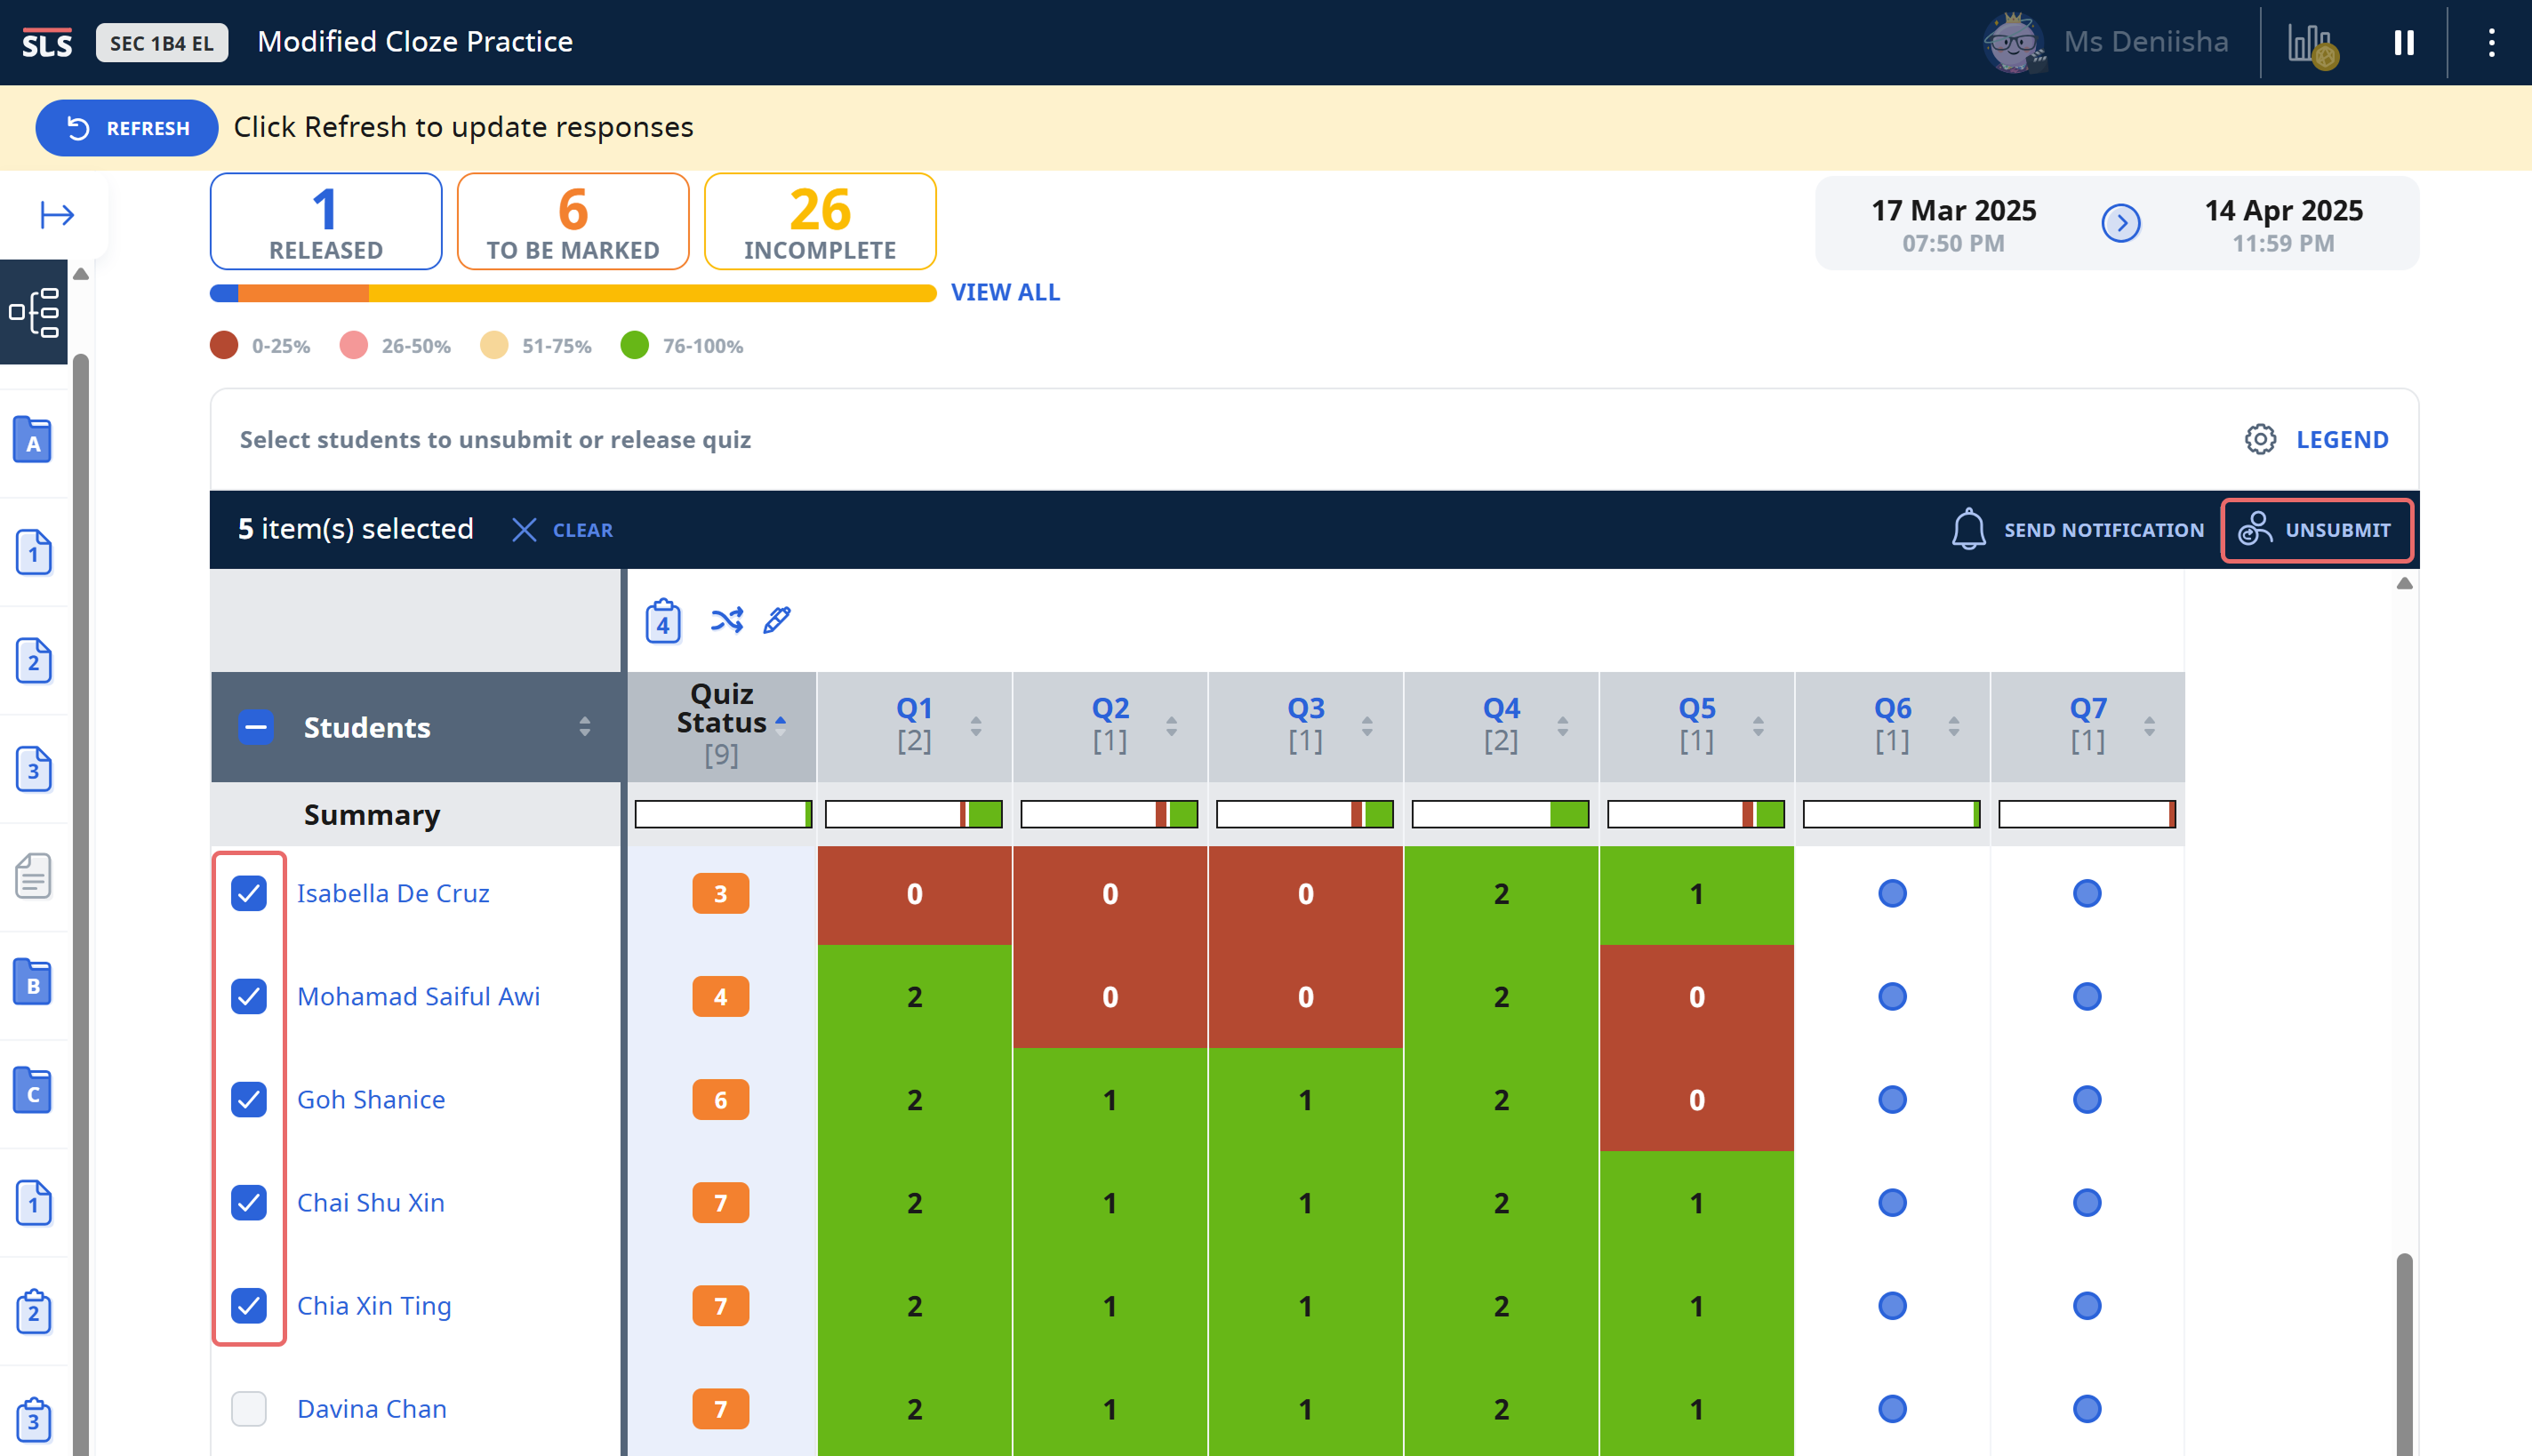 SLS SEC 1B4 EL Modified Cloze Practice Ms Deniisha
REFRESH Click Refresh to update responses
1 RELEASED
6 TO BE MARKED
26 INCOMPLETE
17 Mar 2025 14 Apr 2025
07:50 PM 11:59 PM
VIEW ALL
0-25% 26-50% 51-75% 76-100%
Select students to unsubmit or release quiz LEGEND
5 item(s) selected CLEAR SEND NOTIFICATION UNSUBMIT
4
Students Quiz Status [9] Q1 [2] Q2 [1] Q3 [1] Q4 [2] Q5 [1] Q6 [1] Q7 [1]
Summary
Isabella De Cruz 3 0 0 0 2 1
Mohamad Saiful Awi 4 2 0 0 2 0
Goh Shanice 6 2 1 1 2 0
Chai Shu Xin 7 2 1 1 2 1
Chia Xin Ting 7 2 1 1 2 1
Davina Chan 7 2 1 1 2 1
A
1
2
3
B
C
1
2
3